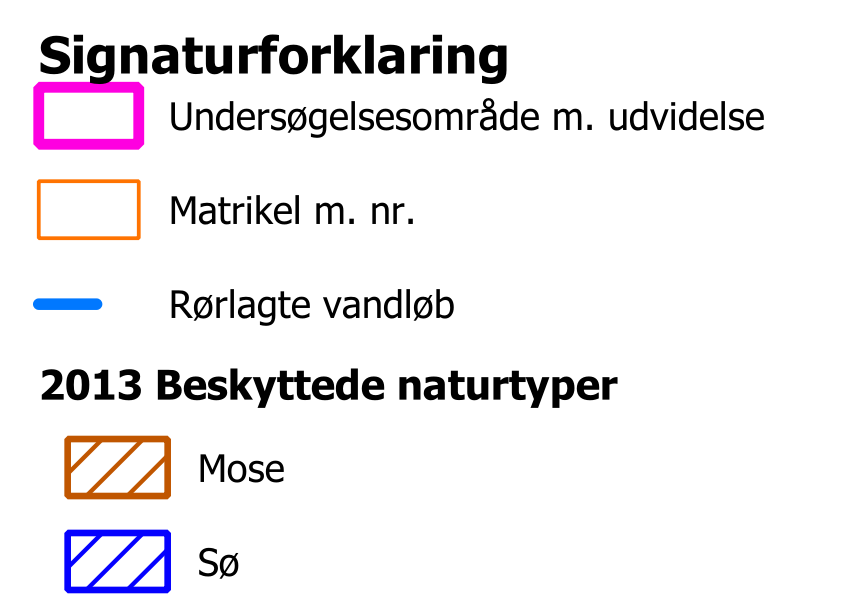 Signaturforklaring
Undersøgelsesområde m. udvidelse
Matrikel m. nr.
Rørlagte vandløb
2013 Beskyttede naturtyper
Mose
Sø